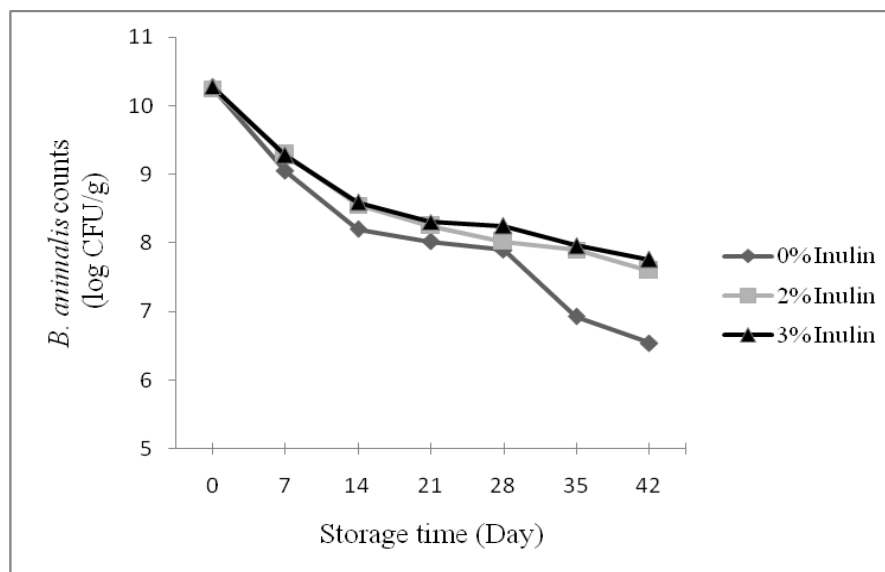 11
10
9
8
7
6
5
B. animalis counts
(log CFU/g)
0 7 14 21 28 35 42
Storage time (Day)
0% Inulin
2% Inulin
3% Inulin